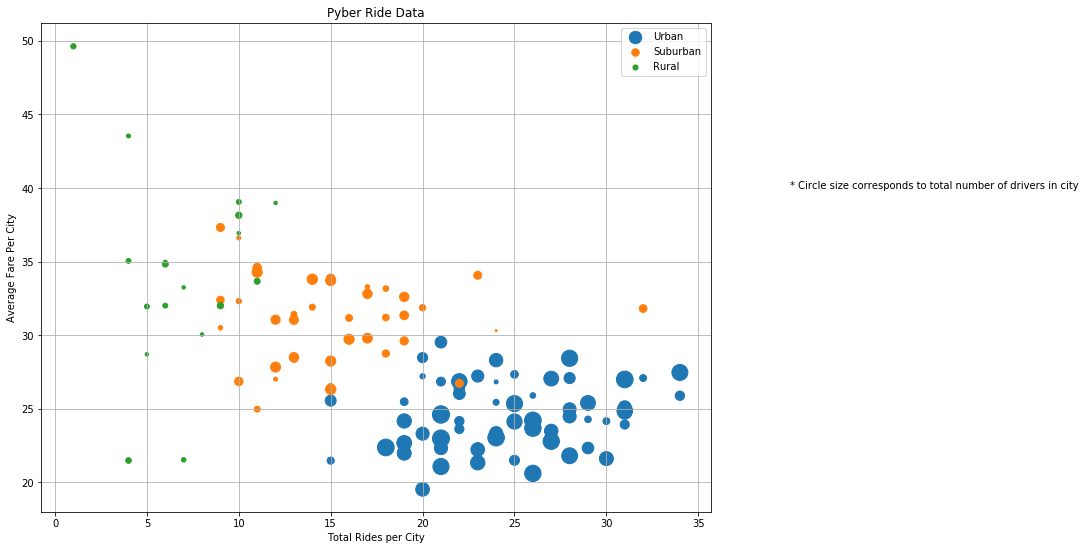 Pyber Ride Data
Urban
Suburban
Rural
50
45
40
35
30
25
20
Average Fare Per City
* Circle size corresponds to total number of drivers in city
0 5 10 15 20 25 30 35
Total Rides per City